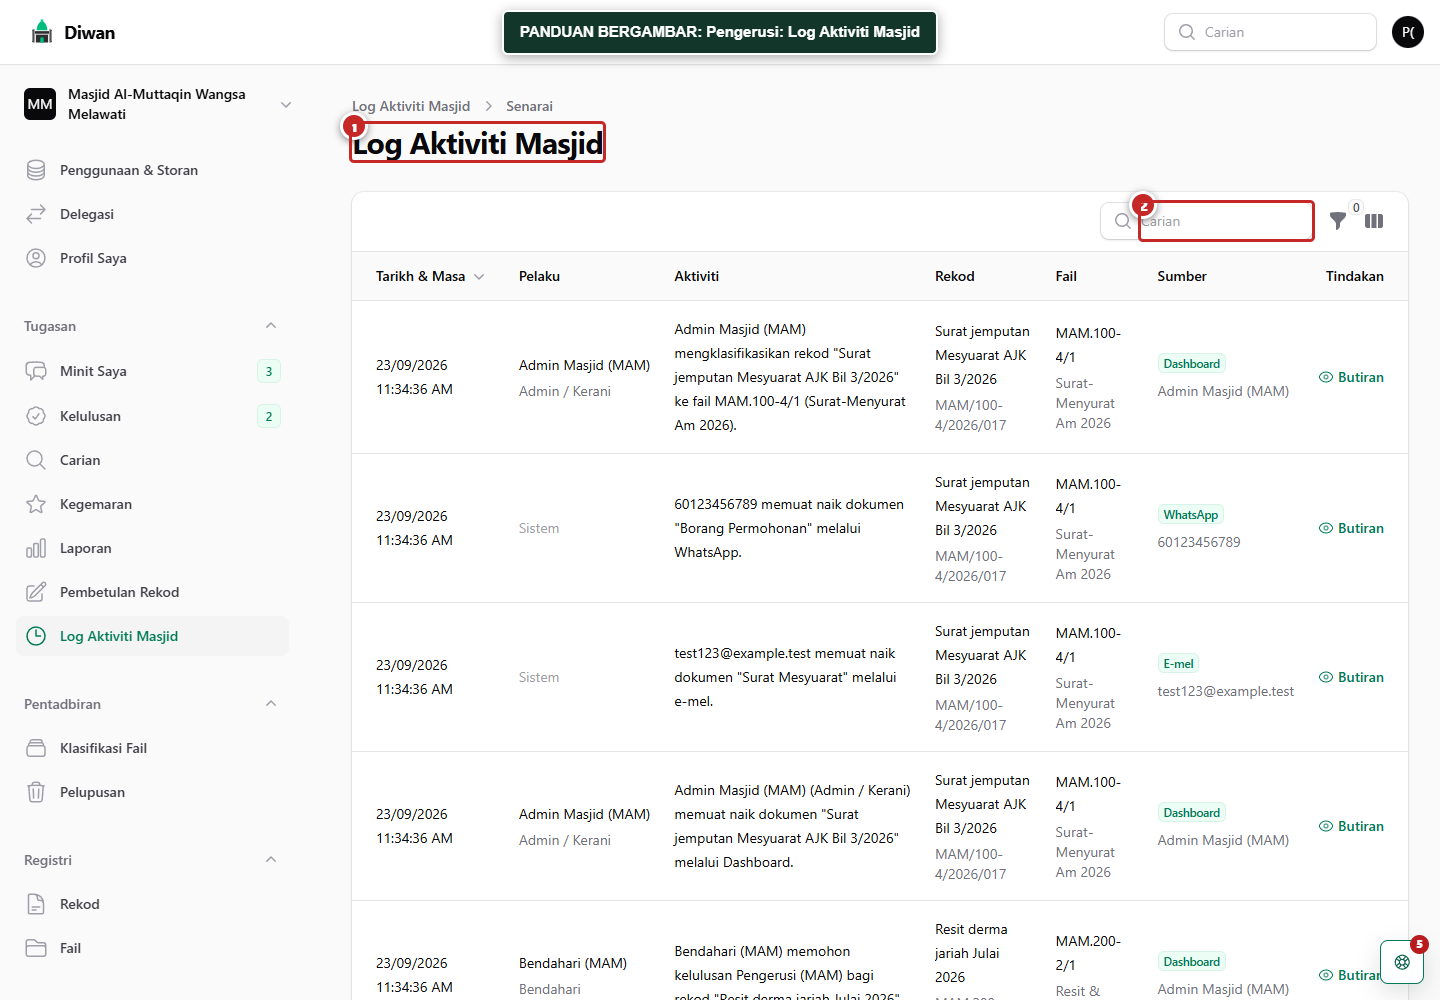 Diwan
PANDUAN BERGAMBAR: Pengerusi: Log Aktiviti Masjid
Carian
P(
MM
Masjid Al-Muttaqin Wangsa
Melawati
Penggunaan & Storan
Delegasi
Profil Saya
Tugasan
Minit Saya
3
Kelulusan
2
Carian
Kegemaran
Laporan
Pembetulan Rekod
Log Aktiviti Masjid
Pentadbiran
Klasifikasi Fail
Pelupusan
Registri
Rekod
Fail
Log Aktiviti Masjid
Senarai
1
Log Aktiviti Masjid
2
Carian
0
Tarikh & Masa
Pelaku
Aktiviti
Rekod
Fail
Sumber
Tindakan
23/09/2026
11:34:36 AM
Admin Masjid (MAM)
Admin / Kerani
Admin Masjid (MAM)
mengklasifikasikan rekod "Surat
jemputan Mesyuarat AJK Bil 3/2026"
ke fail MAM.100-4/1 (Surat-Menyurat
Am 2026).
Surat jemputan
Mesyuarat AJK
Bil 3/2026
MAM/100-
4/2026/017
MAM.100-
4/1
Surat-
Menyurat
Am 2026
Dashboard
Admin Masjid (MAM)
Butiran
23/09/2026
11:34:36 AM
Sistem
60123456789 memuat naik dokumen
"Borang Permohonan" melalui
WhatsApp.
Surat jemputan
Mesyuarat AJK
Bil 3/2026
MAM/100-
4/2026/017
MAM.100-
4/1
Surat-
Menyurat
Am 2026
WhatsApp
60123456789
Butiran
23/09/2026
11:34:36 AM
Sistem
test123@example.test memuat naik
dokumen "Surat Mesyuarat" melalui
e-mel.
Surat jemputan
Mesyuarat AJK
Bil 3/2026
MAM/100-
4/2026/017
MAM.100-
4/1
Surat-
Menyurat
Am 2026
E-mel
test123@example.test
Butiran
23/09/2026
11:34:36 AM
Admin Masjid (MAM)
Admin / Kerani
Admin Masjid (MAM) (Admin / Kerani)
memuat naik dokumen "Surat
jemputan Mesyuarat AJK Bil 3/2026"
melalui Dashboard.
Surat jemputan
Mesyuarat AJK
Bil 3/2026
MAM/100-
4/2026/017
MAM.100-
4/1
Surat-
Menyurat
Am 2026
Dashboard
Admin Masjid (MAM)
Butiran
23/09/2026
11:34:36 AM
Bendahari (MAM)
Bendahari
Bendahari (MAM) memohon
kelulusan Pengerusi (MAM) bagi
rekod "Resit derma jariah Julai 2026"
Resit derma
jariah Julai
2026
MAM.200-
2/1
Resit &
Dashboard
Admin Masjid (MAM)
Butiran
5